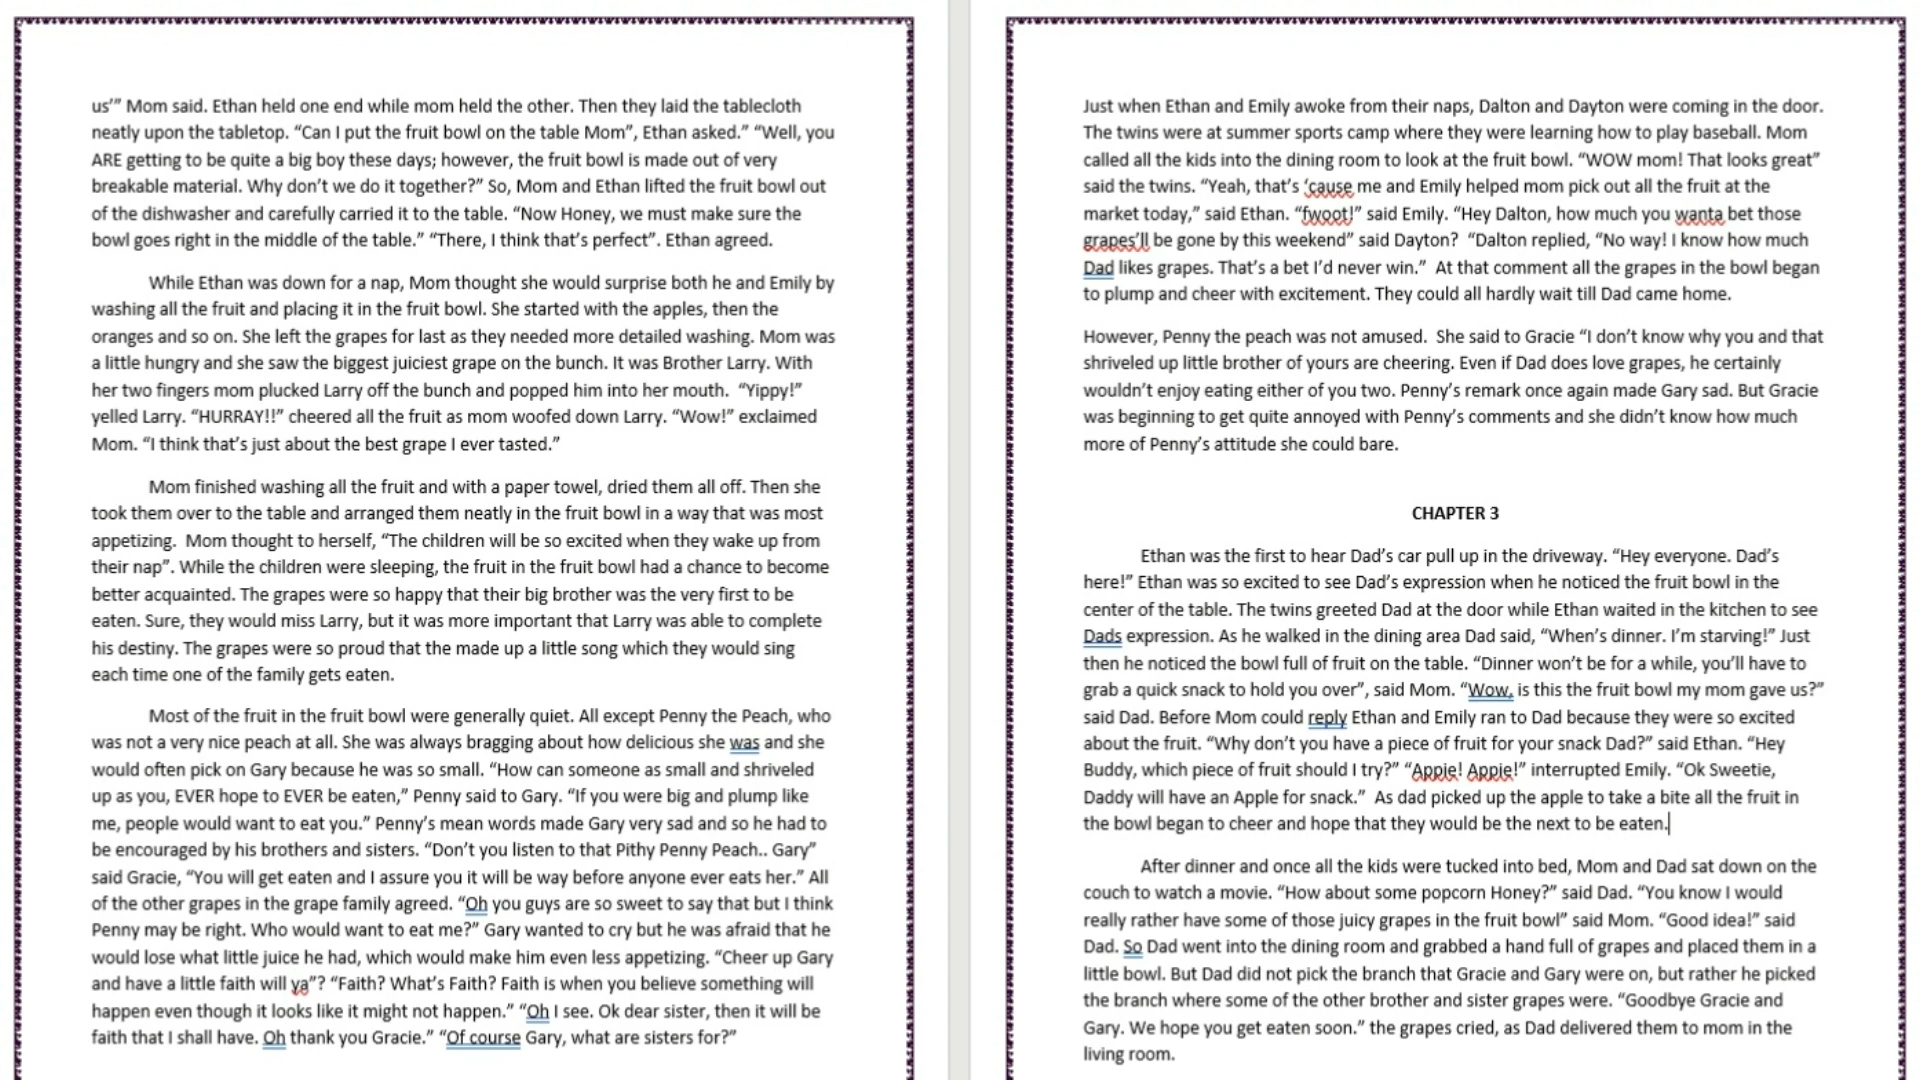 us’” Mom said. Ethan held one end while mom held the other. Then they laid the tablecloth
neatly upon the tabletop. “Can I put the fruit bowl on the table Mom”, Ethan asked.” “Well, you
ARE getting to be quite a big boy these days; however, the fruit bowl is made out of very
breakable material. Why don’t we do it together?” So, Mom and Ethan lifted the fruit bowl out
of the dishwasher and carefully carried it to the table. “Now Honey, we must make sure the
bowl goes right in the middle of the table.” “There, I think that’s perfect”. Ethan agreed.
While Ethan was down for a nap, Mom thought she would surprise both he and Emily by
washing all the fruit and placing it in the fruit bowl. She started with the apples, then the
oranges and so on. She left the grapes for last as they needed more detailed washing. Mom was
a little hungry and she saw the biggest juiciest grape on the bunch. It was Brother Larry. With
her two fingers mom plucked Larry off the bunch and popped him into her mouth.  “Yippy!”
yelled Larry. “HURRAY!!” cheered all the fruit as mom woofed down Larry. “Wow!” exclaimed
Mom. “I think that’s just about the best grape I ever tasted.”
Mom finished washing all the fruit and with a paper towel, dried them all off. Then she
took them over to the table and arranged them neatly in the fruit bowl in a way that was most
appetizing.  Mom thought to herself, “The children will be so excited when they wake up from
their nap”. While the children were sleeping, the fruit in the fruit bowl had a chance to become
better acquainted. The grapes were so happy that their big brother was the very first to be
eaten. Sure, they would miss Larry, but it was more important that Larry was able to complete
his destiny. The grapes were so proud that the made up a little song which they would sing
each time one of the family gets eaten.
Most of the fruit in the fruit bowl were generally quiet. All except Penny the Peach, who
was not a very nice peach at all. She was always bragging about how delicious she was and she
would often pick on Gary because he was so small. “How can someone as small and shriveled
up as you, EVER hope to EVER be eaten,” Penny said to Gary. “If you were big and plump like
me, people would want to eat you.” Penny’s mean words made Gary very sad and so he had to
be encouraged by his brothers and sisters. “Don’t you listen to that Pithy Penny Peach.. Gary”
said Gracie, “You will get eaten and I assure you it will be way before anyone ever eats her.” All
of the other grapes in the grape family agreed. “Oh you guys are so sweet to say that but I think
Penny may be right. Who would want to eat me?” Gary wanted to cry but he was afraid that he
would lose what little juice he had, which would make him even less appetizing. “Cheer up Gary
and have a little faith will ya”? “Faith? What’s Faith? Faith is when you believe something will
happen even though it looks like it might not happen.” “Oh I see. Ok dear sister, then it will be
faith that I shall have. Oh thank you Gracie.” “Of course Gary, what are sisters for?”
Just when Ethan and Emily awoke from their naps, Dalton and Dayton were coming in the door.
The twins were at summer sports camp where they were learning how to play baseball. Mom
called all the kids into the dining room to look at the fruit bowl. “WOW mom! That looks great”
said the twins. “Yeah, that’s ‘cause me and Emily helped mom pick out all the fruit at the
market today,” said Ethan. “fwoot!” said Emily. “Hey Dalton, how much you wanta bet those
grapes’ll be gone by this weekend” said Dayton?  “Dalton replied, “No way! I know how much
Dad likes grapes. That’s a bet I’d never win.”  At that comment all the grapes in the bowl began
to plump and cheer with excitement. They could all hardly wait till Dad came home.
However, Penny the peach was not amused.  She said to Gracie “I don’t know why you and that
shriveled up little brother of yours are cheering. Even if Dad does love grapes, he certainly
wouldn’t enjoy eating either of you two. Penny’s remark once again made Gary sad. But Gracie
was beginning to get quite annoyed with Penny’s comments and she didn’t know how much
more of Penny’s attitude she could bare.
CHAPTER 3
Ethan was the first to hear Dad’s car pull up in the driveway. “Hey everyone. Dad’s
here!” Ethan was so excited to see Dad’s expression when he noticed the fruit bowl in the
center of the table. The twins greeted Dad at the door while Ethan waited in the kitchen to see
Dads expression. As he walked in the dining area Dad said, “When’s dinner. I’m starving!” Just
then he noticed the bowl full of fruit on the table. “Dinner won’t be for a while, you’ll have to
grab a quick snack to hold you over”, said Mom. “Wow, is this the fruit bowl my mom gave us?”
said Dad. Before Mom could reply Ethan and Emily ran to Dad because they were so excited
about the fruit. “Why don’t you have a piece of fruit for your snack Dad?” said Ethan. “Hey
Buddy, which piece of fruit should I try?” “Appie! Appie!” interrupted Emily. “Ok Sweetie,
Daddy will have an Apple for snack.”  As dad picked up the apple to take a bite all the fruit in
the bowl began to cheer and hope that they would be the next to be eaten.
After dinner and once all the kids were tucked into bed, Mom and Dad sat down on the
couch to watch a movie. “How about some popcorn Honey?” said Dad. “You know I would
really rather have some of those juicy grapes in the fruit bowl” said Mom. “Good idea!” said
Dad. So Dad went into the dining room and grabbed a hand full of grapes and placed them in a
little bowl. But Dad did not pick the branch that Gracie and Gary were on, but rather he picked
the branch where some of the other brother and sister grapes were. “Goodbye Gracie and
Gary. We hope you get eaten soon.” the grapes cried, as Dad delivered them to mom in the
living room.